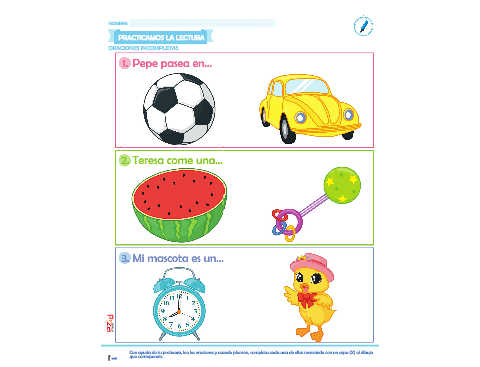 NOMBRE:
PRACTICAMOS LA LECTURA
ORACIONES INCOMPLETAS
1. Pepe pasea en...
2. Teresa come una...
3. Mi mascota es un...
Con ayuda de tu profesora, lee las oraciones y cuando pienses, completa cada una de ellas marcando con un aspa (X) el dibujo
que corresponde.